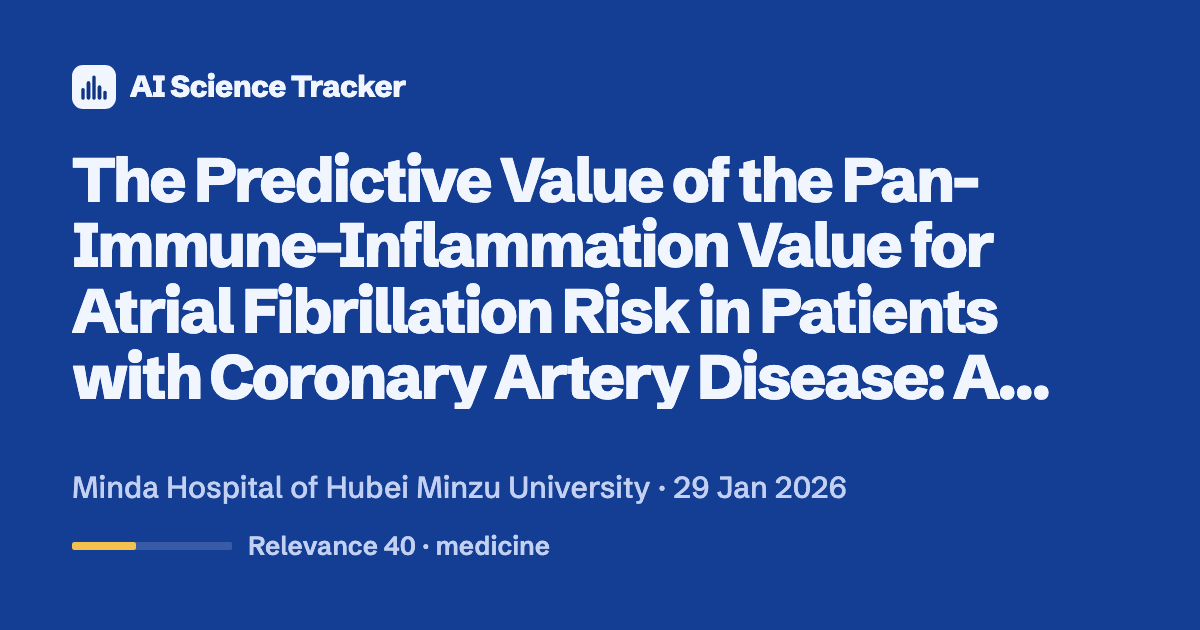 AI Science Tracker
The Predictive Value of the Pan-
Immune-Inflammation Value for
Atrial Fibrillation Risk in Patients
with Coronary Artery Disease: A...
Minda Hospital of Hubei Minzu University · 29 Jan 2026
Relevance 40 · medicine